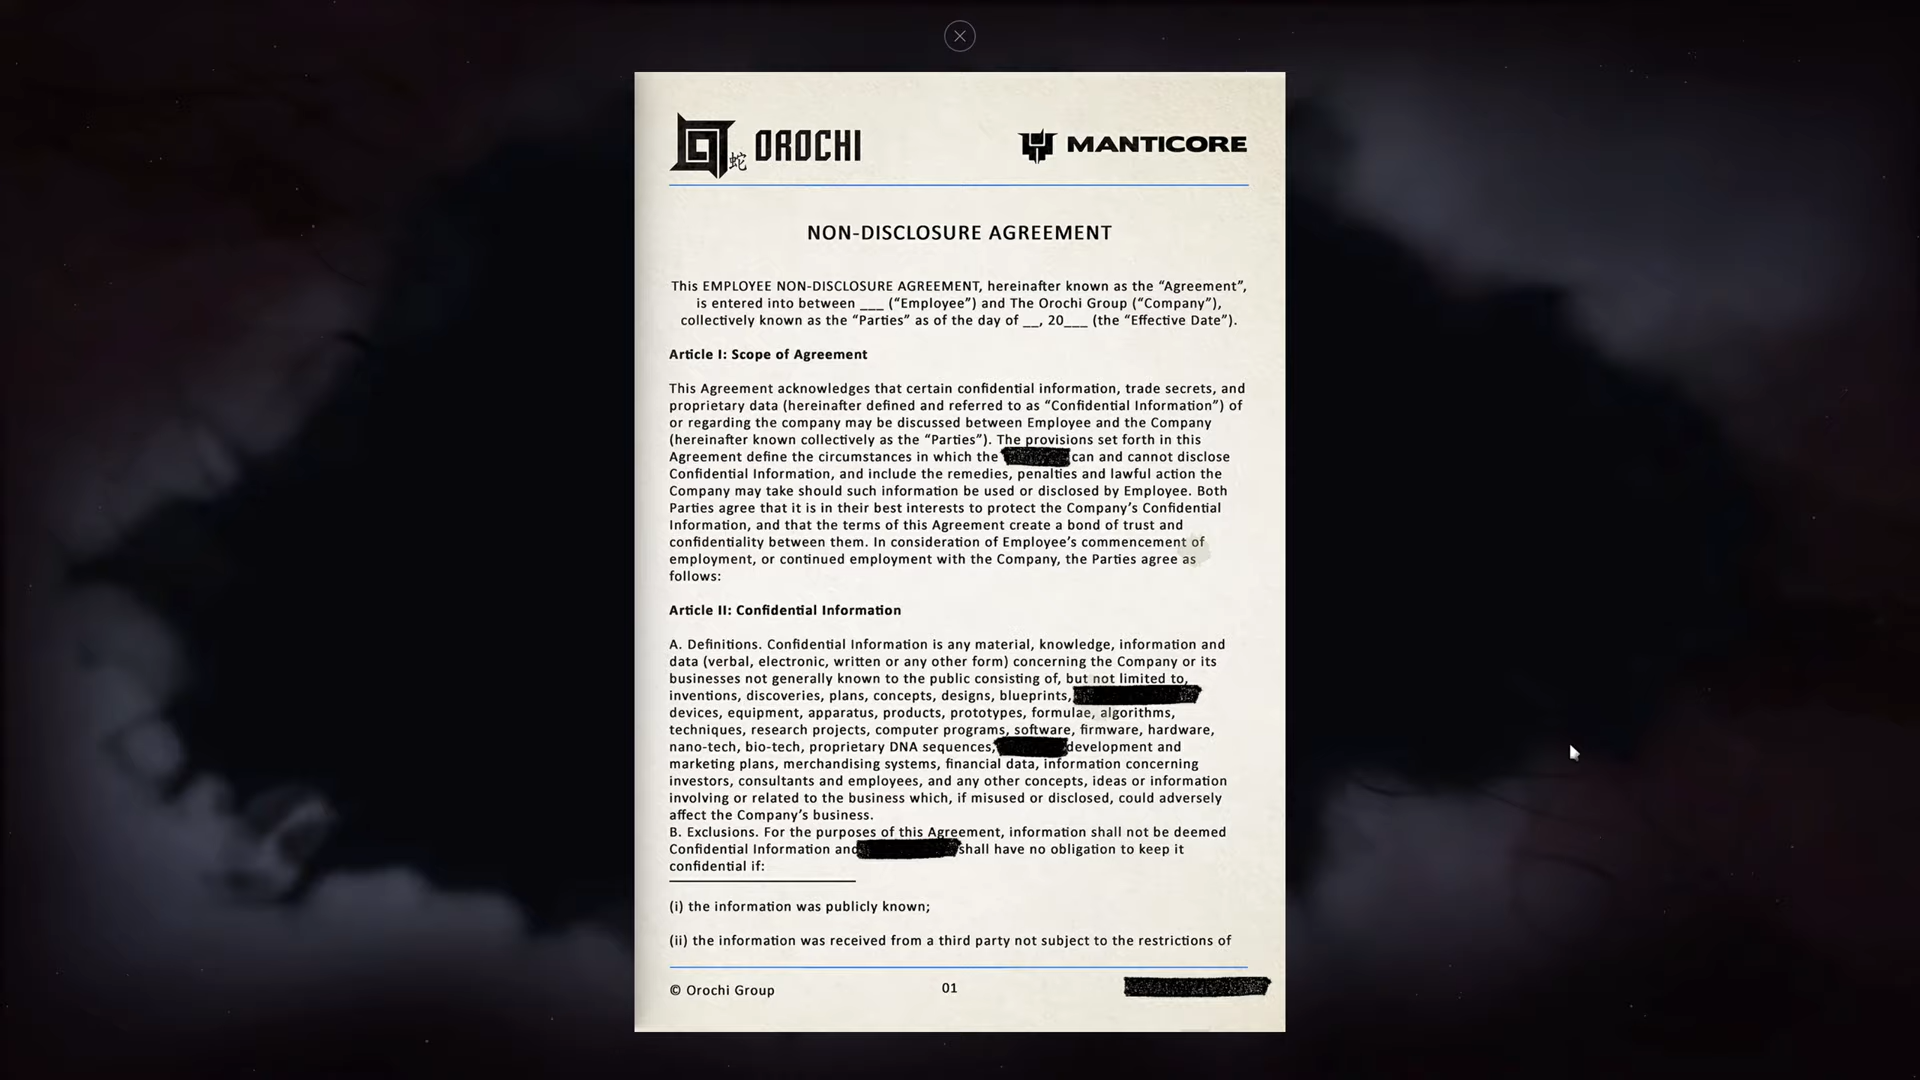 蛇 OROCHI
MANTICORE
NON-DISCLOSURE AGREEMENT
This EMPLOYEE NON-DISCLOSURE AGREEMENT, hereinafter known as the “Agreement”,
is entered into between ___ (“Employee”) and The Orochi Group (“Company”),
collectively known as the “Parties” as of the day of __, 20___ (the “Effective Date”).
Article I: Scope of Agreement
This Agreement acknowledges that certain confidential information, trade secrets, and
proprietary data (hereinafter defined and referred to as “Confidential Information”) of
or regarding the company may be discussed between Employee and the Company
(hereinafter known collectively as the “Parties”). The provisions set forth in this
Agreement define the circumstances in which the can and cannot disclose
Confidential Information, and include the remedies, penalties and lawful action the
Company may take should such information be used or disclosed by Employee. Both
Parties agree that it is in their best interests to protect the Company’s Confidential
Information, and that the terms of this Agreement create a bond of trust and
confidentiality between them. In consideration of Employee’s commencement of
employment, or continued employment with the Company, the Parties agree as
follows:
Article II: Confidential Information
A. Definitions. Confidential Information is any material, knowledge, information and
data (verbal, electronic, written or any other form) concerning the Company or its
businesses not generally known to the public consisting of, but not limited to,
inventions, discoveries, plans, concepts, designs, blueprints,
devices, equipment, apparatus, products, prototypes, formulae, algorithms,
techniques, research projects, computer programs, software, firmware, hardware,
nano-tech, bio-tech, proprietary DNA sequences, development and
marketing plans, merchandising systems, financial data, information concerning
investors, consultants and employees, and any other concepts, ideas or information
involving or related to the business which, if misused or disclosed, could adversely
affect the Company’s business.
B. Exclusions. For the purposes of this Agreement, information shall not be deemed
Confidential Information and shall have no obligation to keep it
confidential if:
(i) the information was publicly known;
(ii) the information was received from a third party not subject to the restrictions of
© Orochi Group
01